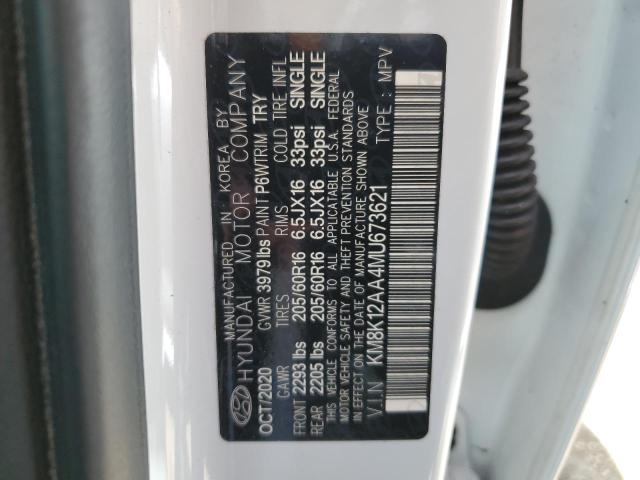 MANUFACTURED IN KOREA BY
HYUNDAI MOTOR COMPANY
OCT/2020 GVWR 3979 lbs PAINT P6W/TRIM TRY
GAWR TIRES RIMS COLD TIRE INFL
FRONT 2293 lbs 205/60R16 6.5JX16 33psi SINGLE
REAR 2205 lbs 205/60R16 6.5JX16 33psi SINGLE
THIS VEHICLE CONFORMS TO ALL APPLICABLE U.S.A. FEDERAL
MOTOR VEHICLE SAFETY AND THEFT PREVENTION STANDARDS
IN EFFECT ON THE DATE OF MANUFACTURE SHOWN ABOVE
V.I.N KM8K12AA4MU673621 TYPE : MPV